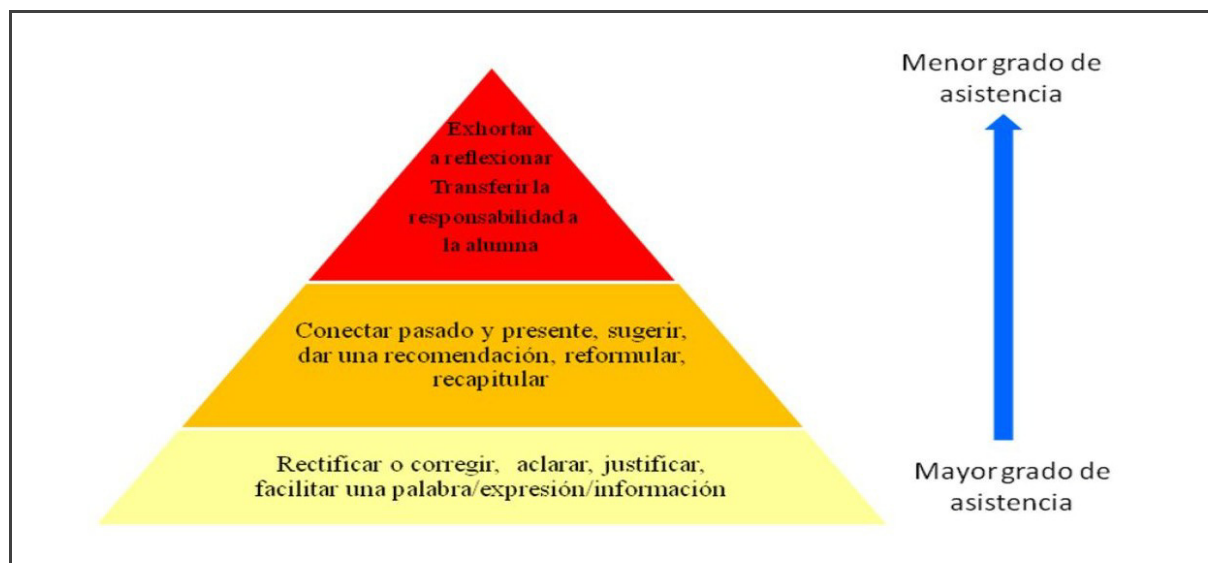 Exhortar
a reflexionar
Transferir la
responsabilidad a
la alumna
Conectar pasado y presente, sugerir,
dar una recomendación, reformular,
recapitular
Rectificar o corregir, aclarar, justificar,
facilitar una palabra/expresión/información
Menor grado de
asistencia
Mayor grado de
asistencia